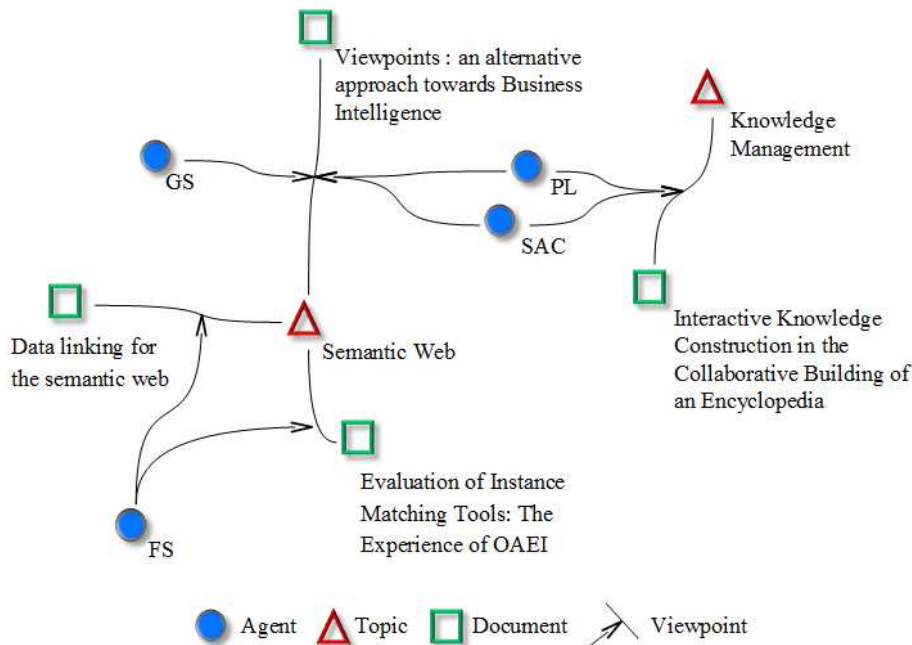 Viewpoints : an alternative
approach towards Business
Intelligence
Knowledge
Management
GS
PL
SAC
Data linking for
the semantic web
Semantic Web
Interactive Knowledge
Construction in the
Collaborative Building of
an Encyclopedia
Evaluation of Instance
Matching Tools: The
Experience of OAEI
FS
Agent Topic Document Viewpoint